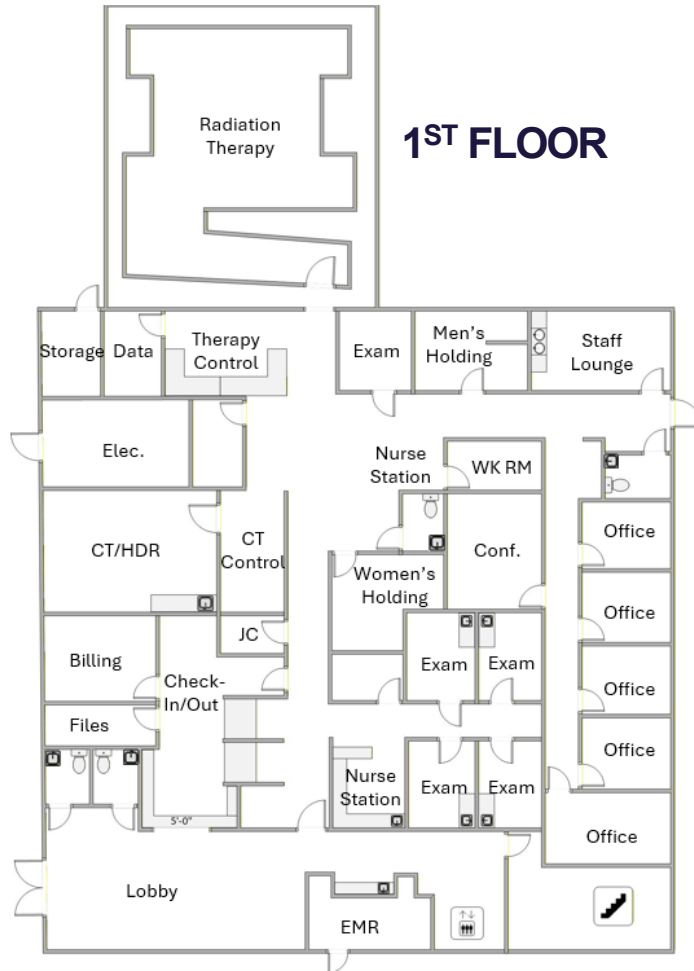 1ST FLOOR
Radiation
Therapy
Storage
Data
Therapy
Control
Exam
Men's
Holding
Staff
Lounge
Elec.
Nurse
Station
WK RM
CT/HDR
CT
Control
Conf.
Office
Women's
Holding
Office
JC
Billing
Check-
In/Out
Exam
Exam
Office
Files
Office
Nurse
Station
Exam
Exam
5'-0"
Office
Lobby
EMR